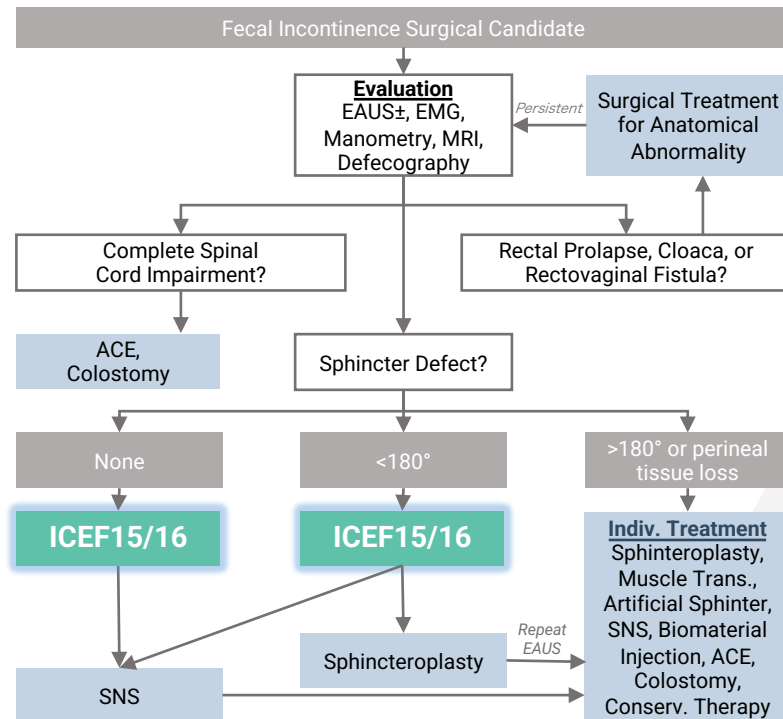 Fecal Incontinence Surgical Candidate
Evaluation
EAUS±, EMG,
Manometry, MRI,
Defecography
Persistent
Surgical Treatment
for Anatomical
Abnormality
Complete Spinal
Cord Impairment?
Rectal Prolapse, Cloaca, or
Rectovaginal Fistula?
ACE,
Colostomy
Sphincter Defect?
None
<180°
>180° or perineal
tissue loss
ICEF15/16
ICEF15/16
Indiv. Treatment
Sphinteroplasty,
Muscle Trans.,
Artificial Sphinter,
SNS, Biomaterial
Injection, ACE,
Colostomy,
Conserv. Therapy
Sphincteroplasty
Repeat
EAUS
SNS